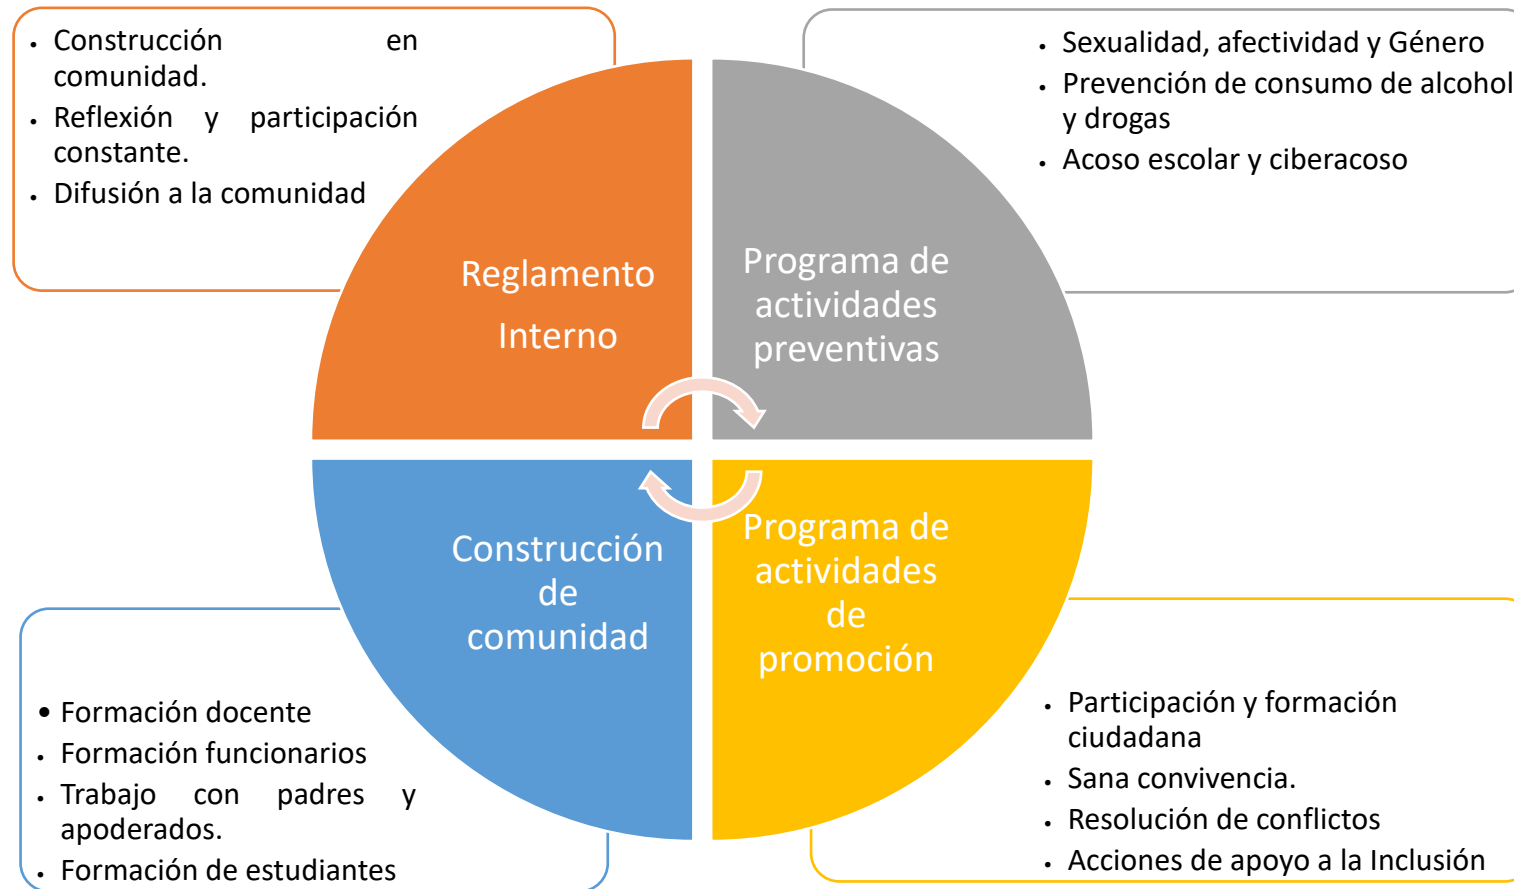 • Construcción en
comunidad.
• Reflexión y participación
constante.
• Difusión a la comunidad
• Sexualidad, afectividad y Género
• Prevención de consumo de alcohol
y drogas
• Acoso escolar y ciberacoso
Reglamento
Interno
Programa de
actividades
preventivas
Construcción
de
comunidad
Programa de
actividades
de
promoción
• Formación docente
• Formación funcionarios
• Trabajo con padres y
apoderados.
• Formación de estudiantes
• Participación y formación
ciudadana
• Sana convivencia.
• Resolución de conflictos
• Acciones de apoyo a la Inclusión